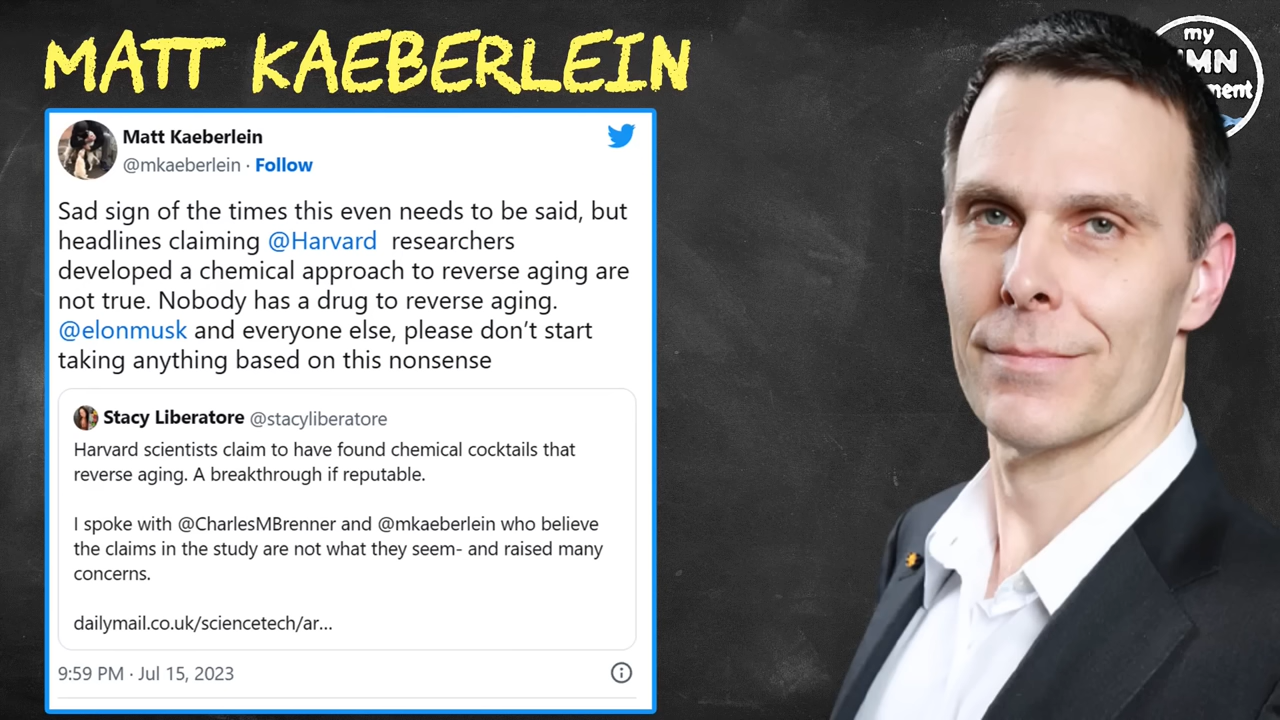 MATT KAEBERLEIN
my
NMN
Matt Kaeberlein
@mkaeberlein · Follow
Sad sign of the times this even needs to be said, but
headlines claiming @Harvard researchers
developed a chemical approach to reverse aging are
not true. Nobody has a drug to reverse aging.
@elonmusk and everyone else, please don’t start
taking anything based on this nonsense
Stacy Liberatore @stacyliberatore
Harvard scientists claim to have found chemical cocktails that
reverse aging. A breakthrough if reputable.
I spoke with @CharlesMBrenner and @mkaeberlein who believe
the claims in the study are not what they seem- and raised many
concerns.
dailymail.co.uk/sciencetech/ar...
9:59 PM · Jul 15, 2023